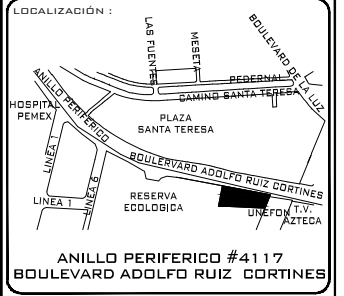 LOCALIZACIÓN :
LAS FUENTES
MESETA
BOULEVARD DE LA LUZ
PEDERNAL
CAMINO SANTA TERESA
ANILLO PERIFERICO
HOSPITAL
PEMEX
PLAZA
SANTA TERESA
LINEA 1
LINEA 6
BOULERVARD ADOLFO RUIZ CORTINES
RESERVA
ECOLOGICA
LINEA 1
UNEFON
T.V.
AZTECA
ANILLO PERIFERICO #4117
BOULEVARD ADOLFO RUIZ CORTINES